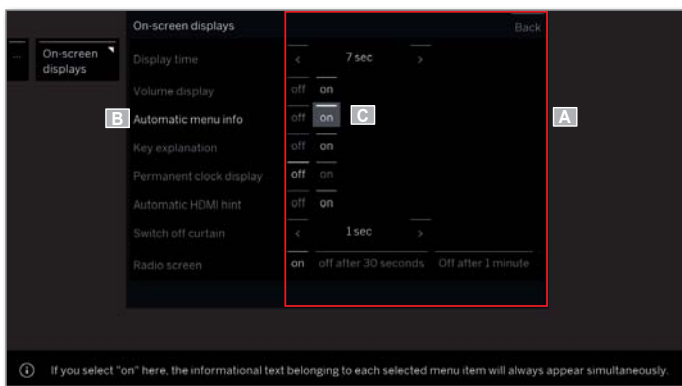 On-screen displays Back
... On-screen displays
Display time < 7 sec >
Volume display off on
B Automatic menu info off on C A
Key explanation off on
Permanent clock display off on
Automatic HDMI hint off on
Switch off curtain < 1 sec >
Radio screen on off after 30 seconds Off after 1 minute
i If you select "on" here, the informational text belonging to each selected menu item will always appear simultaneously.